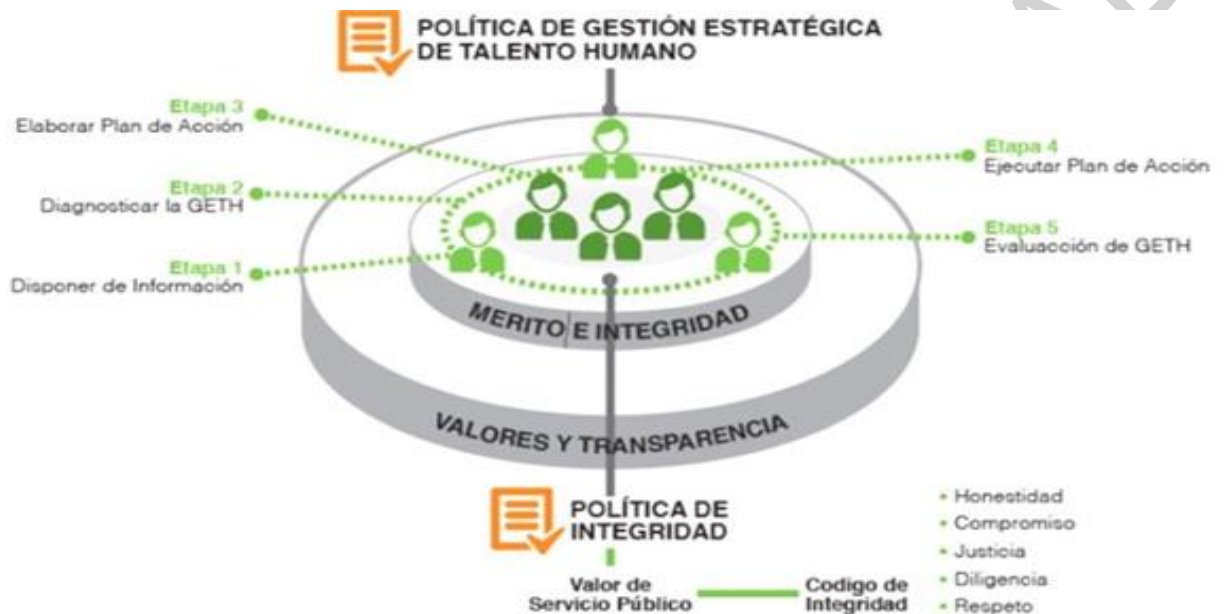 POLÍTICA DE GESTIÓN ESTRATÉGICA
DE TALENTO HUMANO
Etapa 3
Elaborar Plan de Acción
Etapa 4
Ejecutar Plan de Acción
Etapa 2
Diagnosticar la GETH
Etapa 5
Evaluacción de GETH
Etapa 1
Disponer de Información
MERITO E INTEGRIDAD
VALORES Y TRANSPARENCIA
POLÍTICA DE
INTEGRIDAD
Valor de
Servicio Público
Codigo de
Integridad
• Honestidad
• Compromiso
• Justicia
• Diligencia
• Respeto